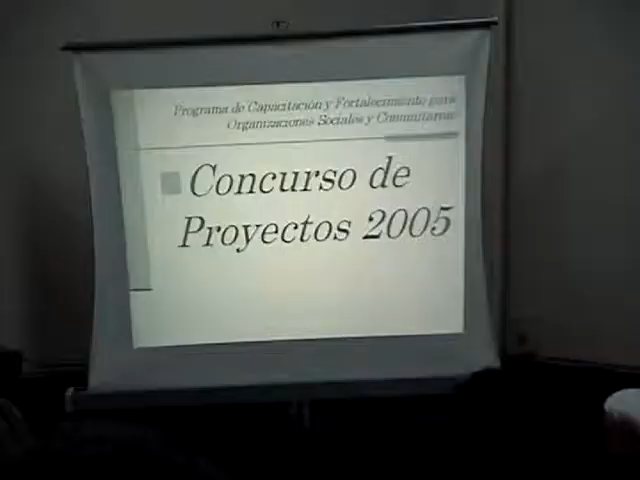 Programa de Capacitación y Fortalecimiento para
Organizaciones Sociales y Comunitarias
Concurso de
Proyectos 2005